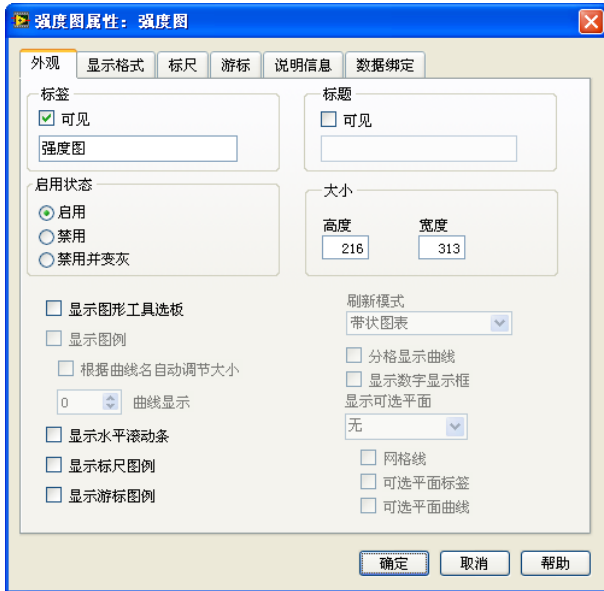 强度图属性: 强度图
外观 显示格式 标尺 游标 说明信息 数据绑定
标签
可见
强度图
标题
可见
启用状态
启用
禁用
禁用并变灰
大小
高度 宽度
216 313
显示图形工具选板
显示图例
根据曲线名自动调节大小
0 曲线显示
显示水平滚动条
显示标尺图例
显示游标图例
刷新模式
带状图表
分格显示曲线
显示数字显示框
显示可选平面
无
网格线
可选平面标签
可选平面曲线
确定 取消 帮助